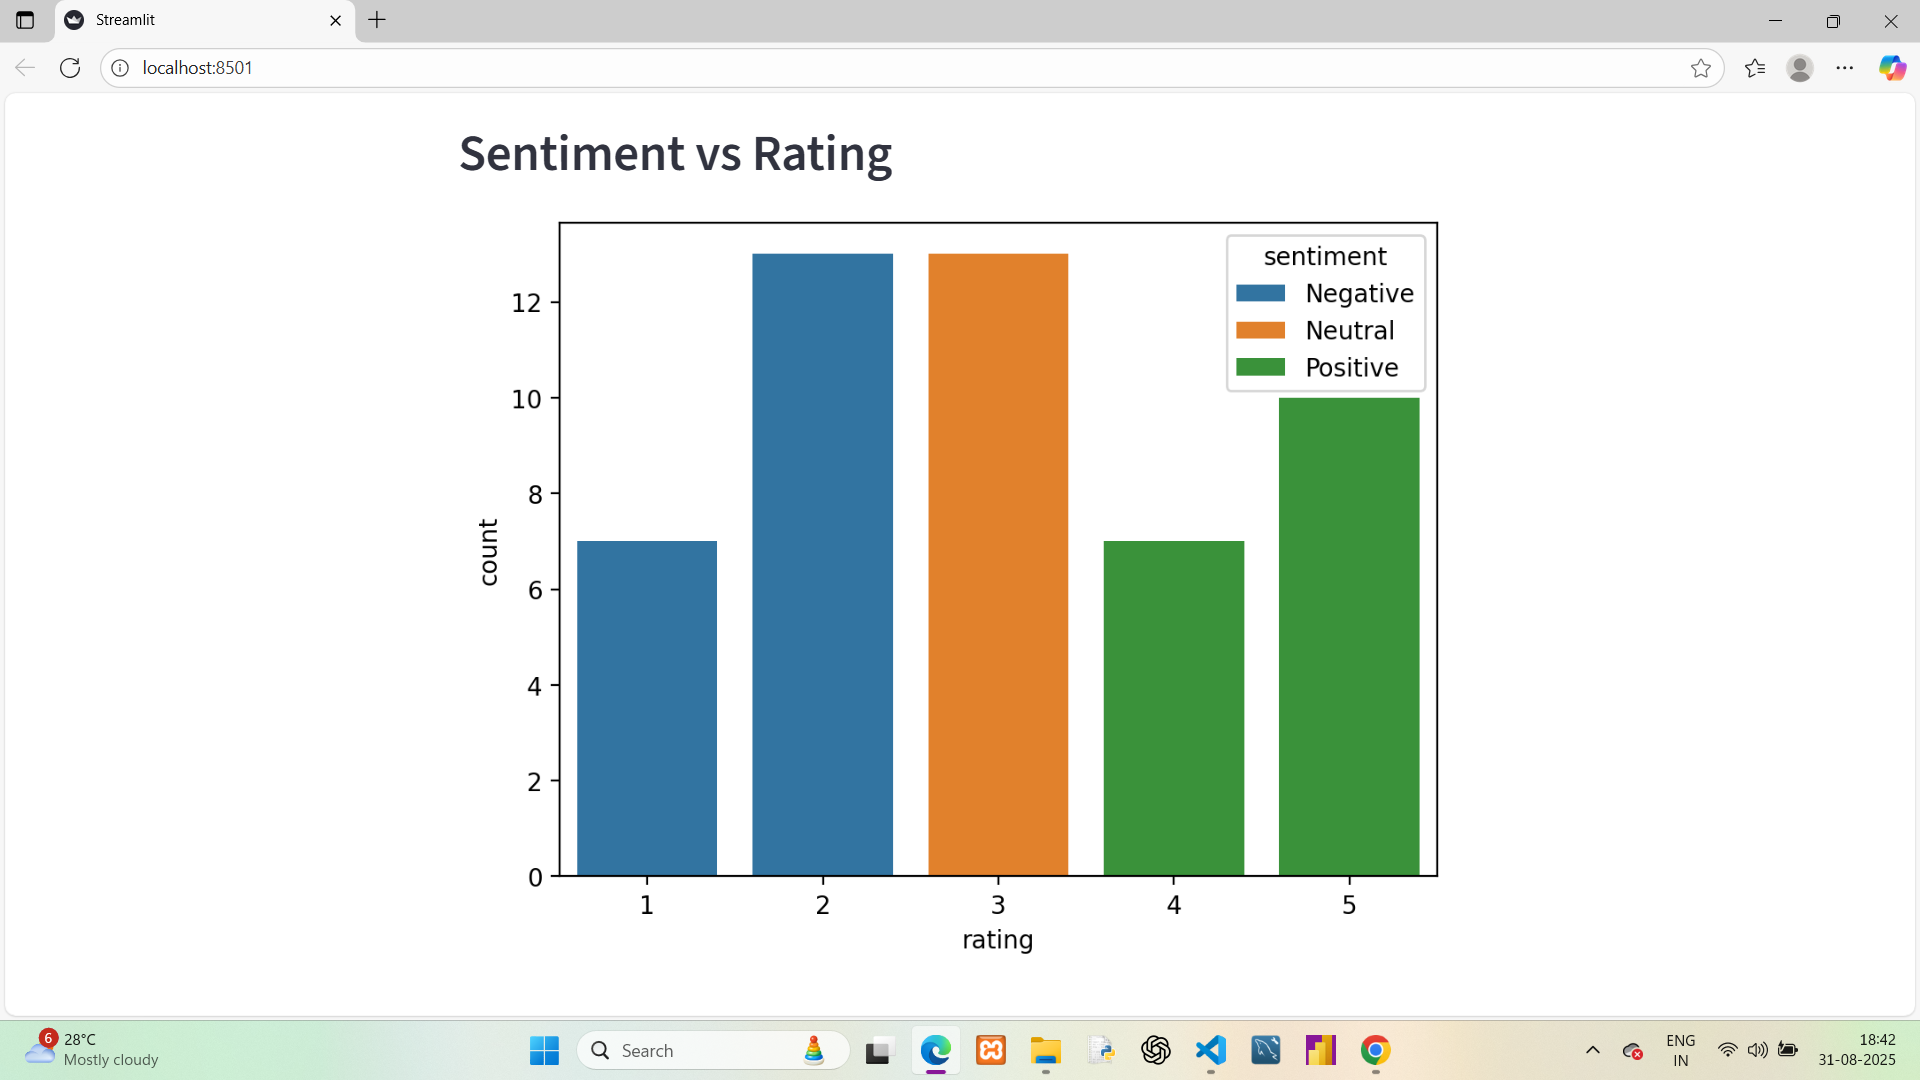 Streamlit
localhost:8501
Sentiment vs Rating
sentiment
Negative
Neutral
Positive
12
10
8
6
4
2
0
count
1 2 3 4 5
rating
6
28°C
Mostly cloudy
Search
ENG
IN
18:42
31-08-2025